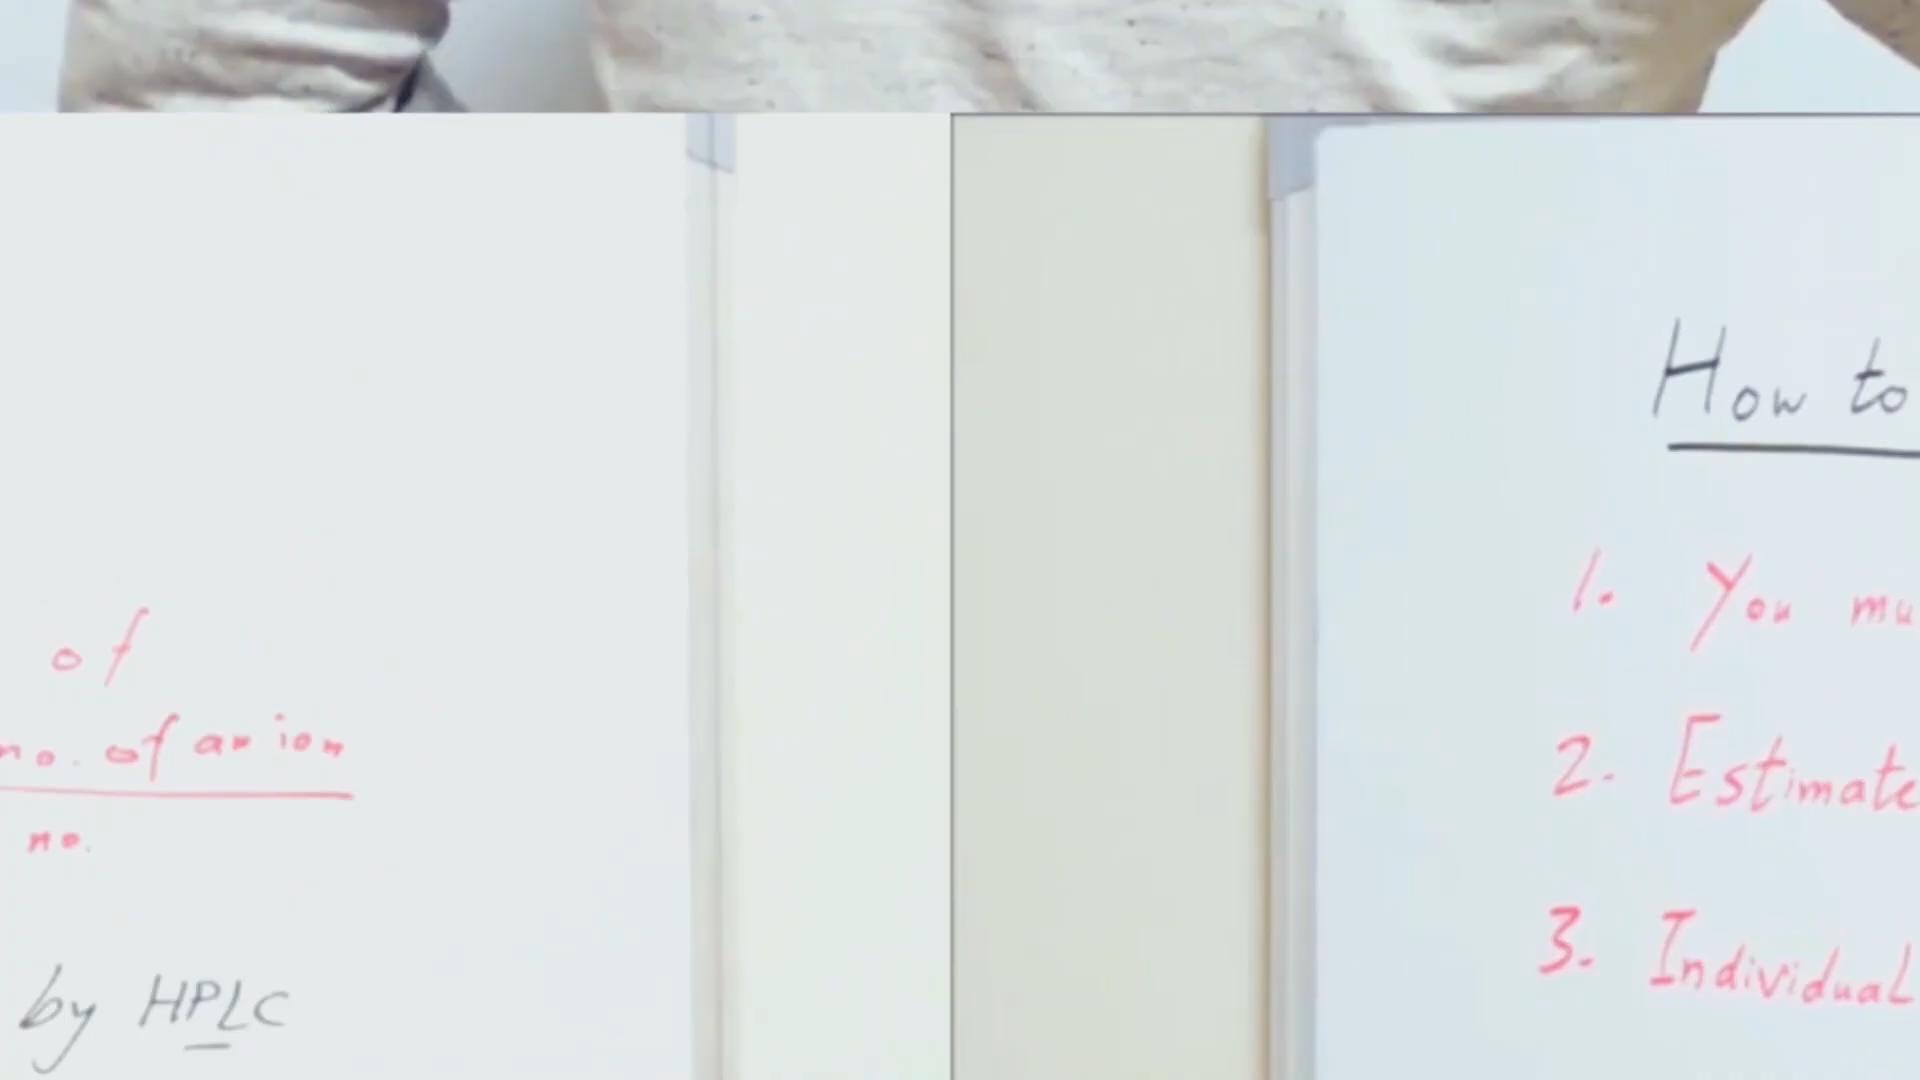 of
no. of anion
no.
by HPLC
How to
1. You mu
2. Estimate
3. Individual